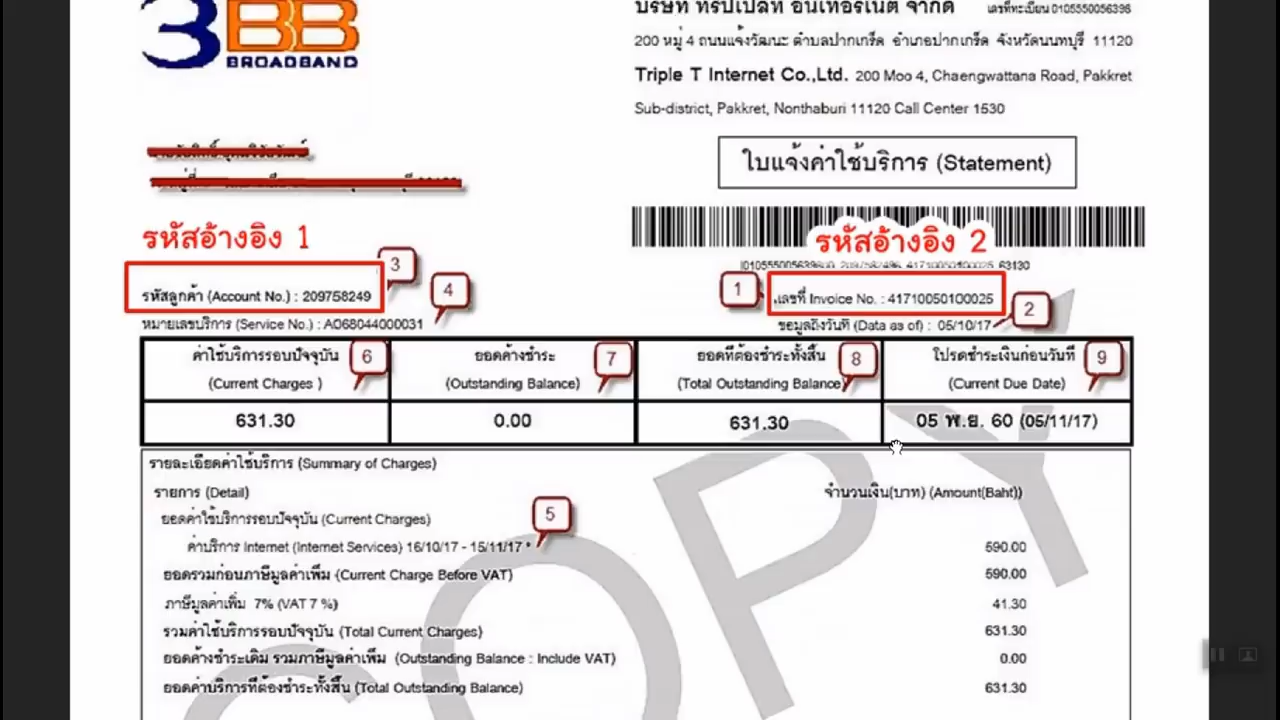 3BB
BROADBAND
บริษัท ทริปเปิลที อินเทอร์เน็ต จำกัด เลขที่ทะเบียน 0105550056396
200 หมู่ 4 ถนนแจ้งวัฒนะ ตำบลปากเกร็ด อำเภอปากเกร็ด จังหวัดนนทบุรี 11120
Triple T Internet Co.,Ltd. 200 Moo 4, Chaengwattana Road, Pakkret
Sub-district, Pakkret, Nonthaburi 11120 Call Center 1530
ใบแจ้งค่าใช้บริการ (Statement)
รหัสอ้างอิง 1
รหัสอ้างอิง 2
63130
3
รหัสลูกค้า (Account No.) : 209758249
1
เลขที่ Invoice No. : 41710050100025
4
หมายเลขบริการ (Service No.) : A068044000031
2
ข้อมูลถึงวันที่ (Data as of) : 05/10/17
ค่าใช้บริการรอบปัจจุบัน 6 ยอดค้างชำระ 7 ยอดที่ต้องชำระทั้งสิ้น 8 โปรดชำระเงินก่อนวันที่ 9
(Current Charges ) (Outstanding Balance) (Total Outstanding Balance) (Current Due Date)
631.30 0.00 631.30 05 พ.ย. 60 (05/11/17)
รายละเอียดค่าใช้บริการ (Summary of Charges)
รายการ (Detail) จำนวนเงิน(บาท) (Amount(Baht))
ยอดค่าใช้บริการรอบปัจจุบัน (Current Charges) 5
ค่าบริการ Internet (Internet Services) 16/10/17 - 15/11/17 * 590.00
ยอดรวมก่อนภาษีมูลค่าเพิ่ม (Current Charge Before VAT) 590.00
ภาษีมูลค่าเพิ่ม 7% (VAT 7 %) 41.30
รวมค่าใช้บริการรอบปัจจุบัน (Total Current Charges) 631.30
ยอดค้างชำระเดิม รวมภาษีมูลค่าเพิ่ม (Outstanding Balance : Include VAT) 0.00
ยอดค่าบริการที่ต้องชำระทั้งสิ้น (Total Outstanding Balance) 631.30
COPY